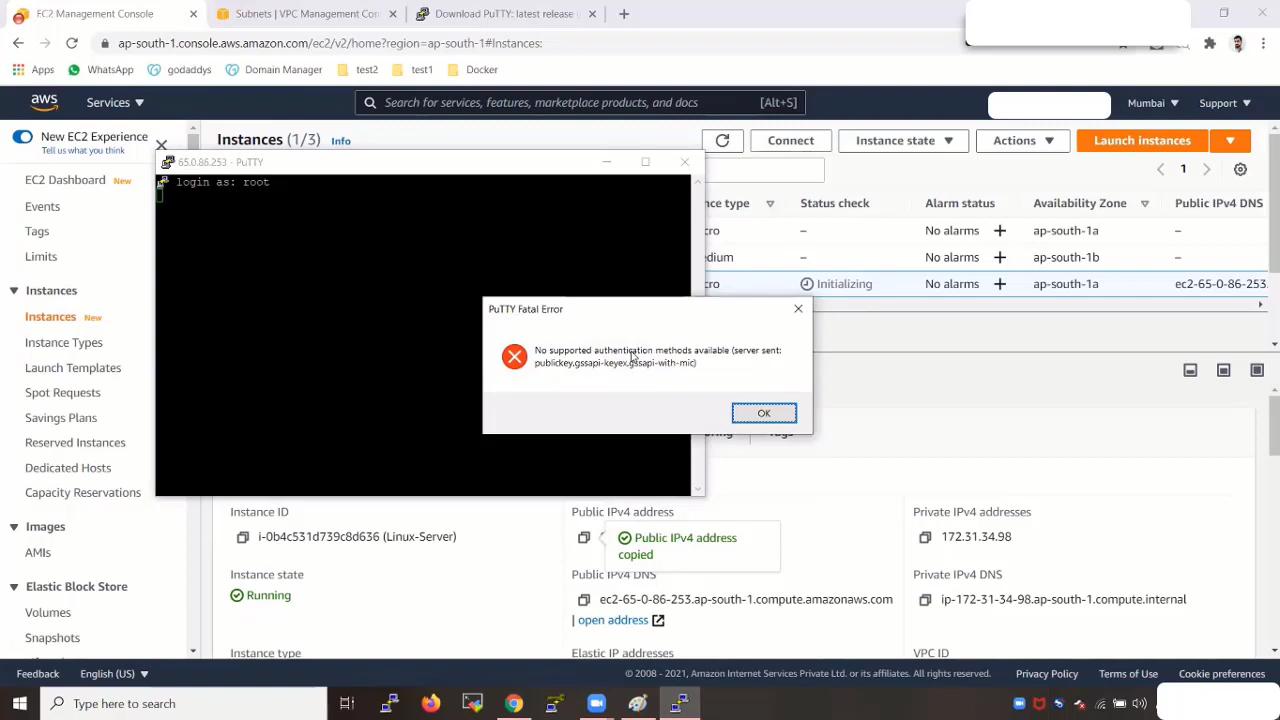 EC2 Management Console
Subnets | VPC Management Con
Download PuTTY: latest release
ap-south-1.console.aws.amazon.com/ec2/v2/home?region=ap-south-1#Instances:
Apps
WhatsApp
godaddys
Domain Manager
test2
test1
Docker
aws
Services
Search for services, features, marketplace products, and docs
[Alt+S]
Mumbai
Support
New EC2 Experience
Tell us what you think
EC2 Dashboard New
Events
Tags
Limits
Instances
Instances New
Instance Types
Launch Templates
Spot Requests
Savings Plans
Reserved Instances
Dedicated Hosts
Capacity Reservations
Images
AMIs
Elastic Block Store
Volumes
Snapshots
Instances (1/3) Info
Connect
Instance state
Actions
Launch instances
1
nce type
Status check
Alarm status
Availability Zone
Public IPv4 DNS
cro – No alarms + ap-south-1a –
edium – No alarms + ap-south-1b –
cro Initializing No alarms + ap-south-1a ec2-65-0-86-253.
65.0.86.253 - PuTTY
login as: root
PuTTY Fatal Error
No supported authentication methods available (server sent:
publickey,gssapi-keyex,gssapi-with-mic)
OK
Instance ID
i-0b4c531d739c8d636 (Linux-Server)
Public IPv4 address
Public IPv4 address
copied
Private IPv4 addresses
172.31.34.98
Instance state
Running
Public IPv4 DNS
ec2-65-0-86-253.ap-south-1.compute.amazonaws.com
| open address
Private IPv4 DNS
ip-172-31-34-98.ap-south-1.compute.internal
Instance type
Elastic IP addresses
VPC ID
Feedback
English (US)
© 2008 - 2021, Amazon Internet Services Private Ltd. or its affiliates. All rights reserved.
Privacy Policy
Terms of Use
Cookie preferences
Type here to search